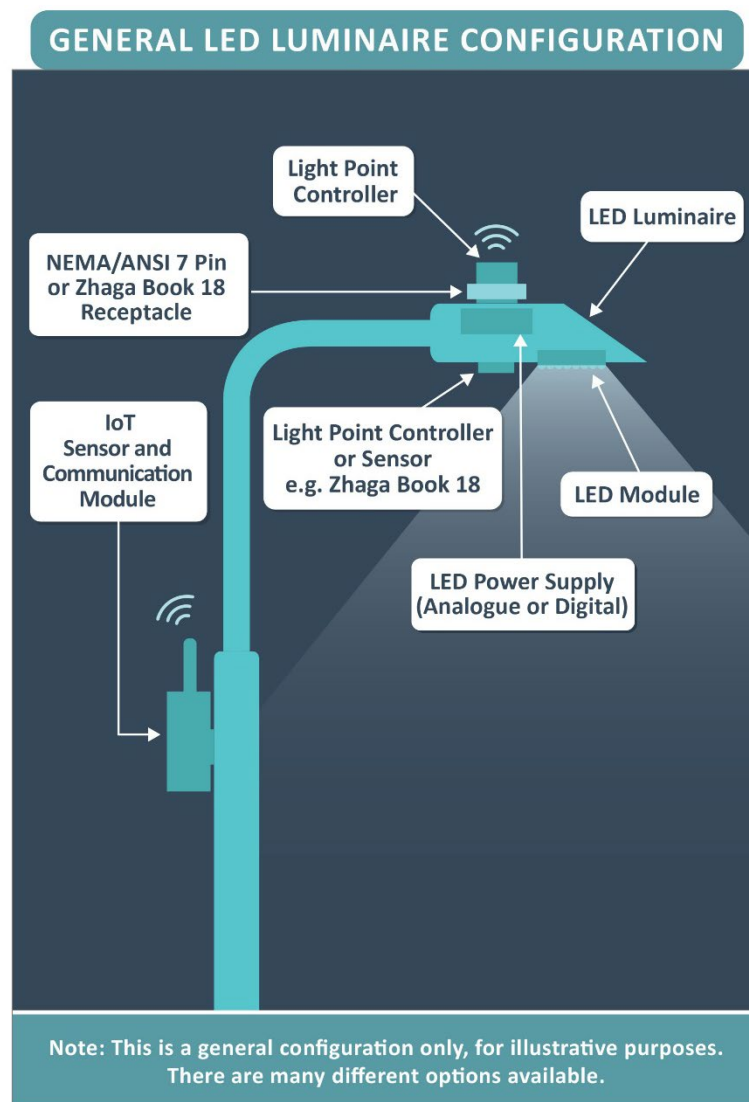 GENERAL LED LUMINAIRE CONFIGURATION
Light Point
Controller
LED Luminaire
NEMA/ANSI 7 Pin
or Zhaga Book 18
Receptacle
IoT
Sensor and
Communication
Module
Light Point Controller
or Sensor
e.g. Zhaga Book 18
LED Module
LED Power Supply
(Analogue or Digital)
Note: This is a general configuration only, for illustrative purposes.
There are many different options available.